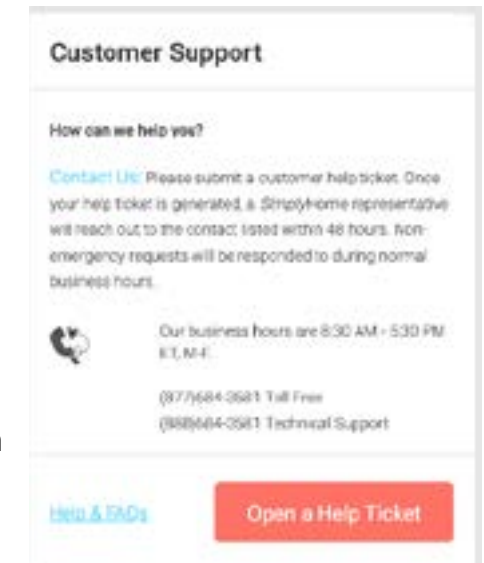 Customer Support
How can we help you?
Contact Us: Please submit a customer help ticket. Once
your help ticket is generated, a SimplyHome representative
will reach out to the contact listed within 48 hours. Non-
emergency requests will be responded to during normal
business hours.
Our business hours are 8:30 AM - 5:30 PM
ET, M-F.
(877)684-3581 Toll Free
(888)684-3581 Technical Support
Help & FAQs
Open a Help Ticket